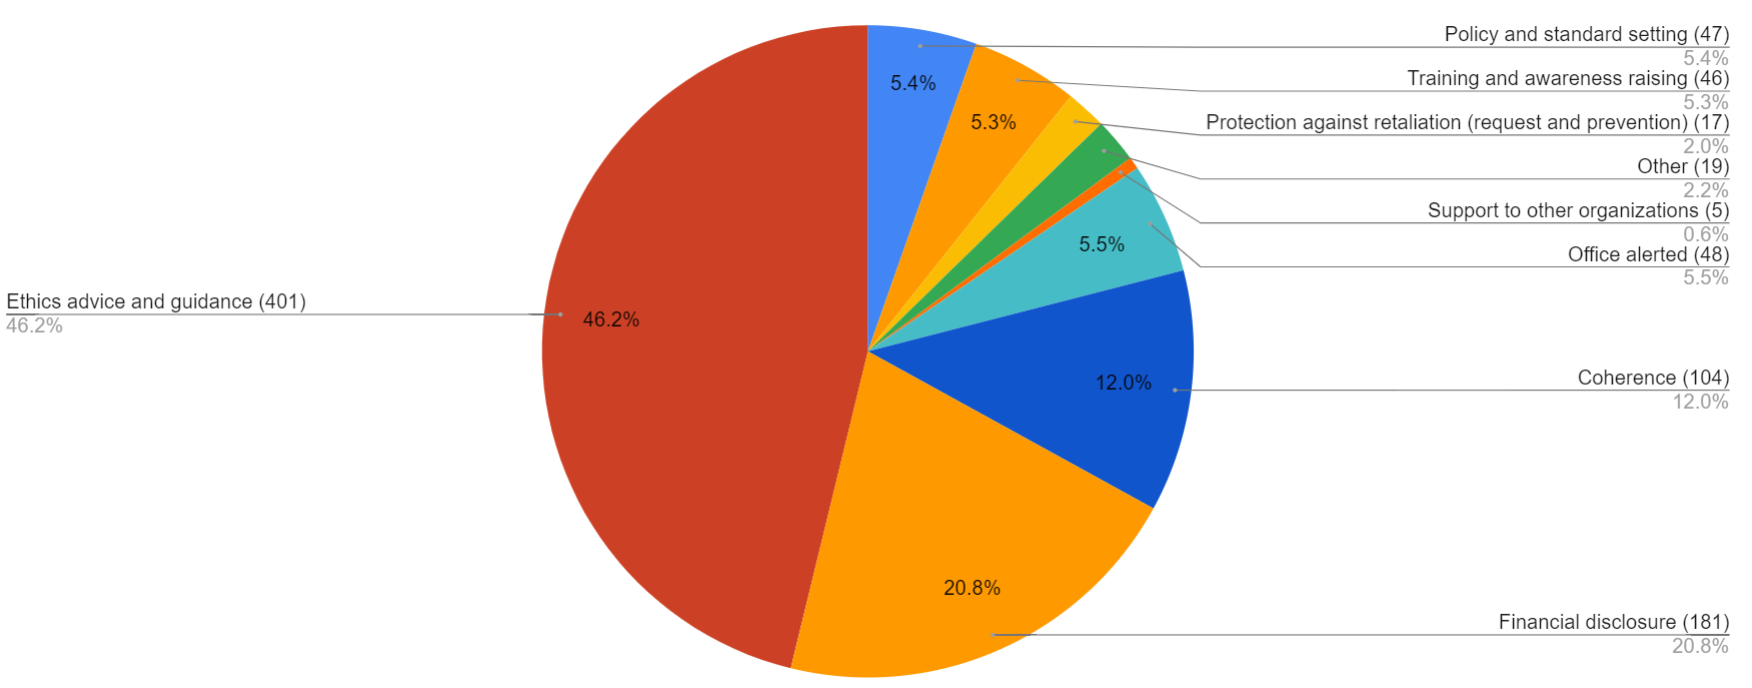 Policy and standard setting (47)
5.4%
Training and awareness raising (46)
5.3%
Protection against retaliation (request and prevention) (17)
2.0%
Other (19)
2.2%
Support to other organizations (5)
0.6%
Office alerted (48)
5.5%
Coherence (104)
12.0%
Financial disclosure (181)
20.8%
Ethics advice and guidance (401)
46.2%
5.4%
5.3%
5.5%
12.0%
20.8%
46.2%